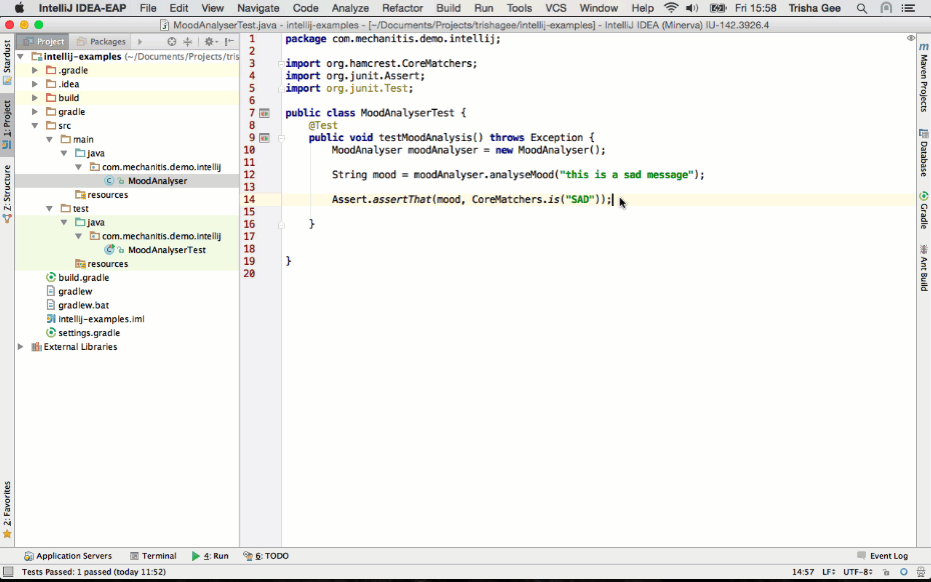 IntelliJ IDEA-EAP File Edit View Navigate Code Analyze Refactor Build Run Tools VCS Window Help Fri 15:58 Trisha Gee
MoodAnalyserTest.java - intellij-examples - [~/Documents/Projects/trishagee/intellij-examples] - IntelliJ IDEA (Minerva) IU-142.3926.4
Project Packages
intellij-examples (~/Documents/Projects/tris
.gradle
.idea
build
gradle
src
main
java
com.mechanitis.demo.intellij
MoodAnalyser
resources
test
java
com.mechanitis.demo.intellij
MoodAnalyserTest
resources
build.gradle
gradlew
gradlew.bat
intellij-examples.iml
settings.gradle
External Libraries
Stardust
1: Project
Z: Structure
2: Favorites
1 package com.mechanitis.demo.intellij;
2
3 import org.hamcrest.CoreMatchers;
4 import org.junit.Assert;
5 import org.junit.Test;
6
7 public class MoodAnalyserTest {
8 @Test
9 public void testMoodAnalysis() throws Exception {
10 MoodAnalyser moodAnalyser = new MoodAnalyser();
11
12 String mood = moodAnalyser.analyseMood("this is a sad message");
13
14 Assert.assertThat(mood, CoreMatchers.is("SAD"));
15
16 }
17
18
19 }
20
m
Maven Projects
Database
Gradle
Ant Build
Application Servers Terminal 4: Run 6: TODO Event Log
Tests Passed: 1 passed (today 11:52) 14:57 LF UTF-8